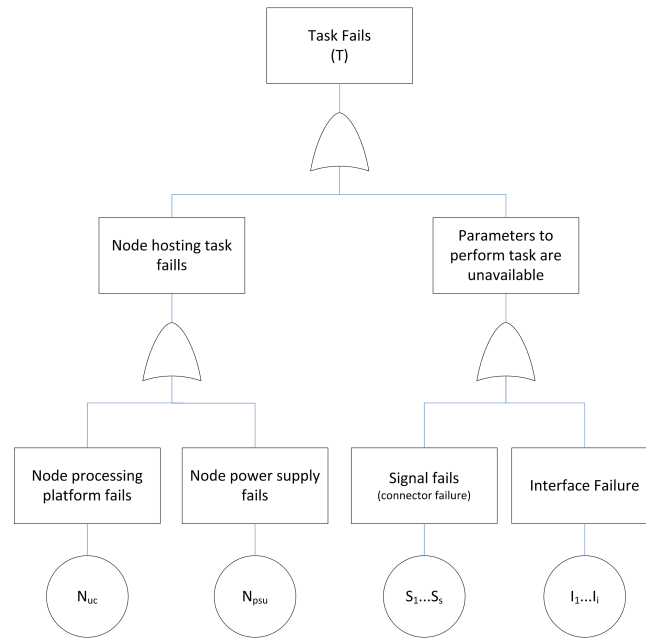 Task Fails
(T)
Node hosting task
faills
Parameters to
perform task are
unavailable
Node processing
platform fails
Node power supply
fails
Signal fails
(connector failure)
Interface Failure
Nuc
Npsu
S1...Ss
I1...Ii